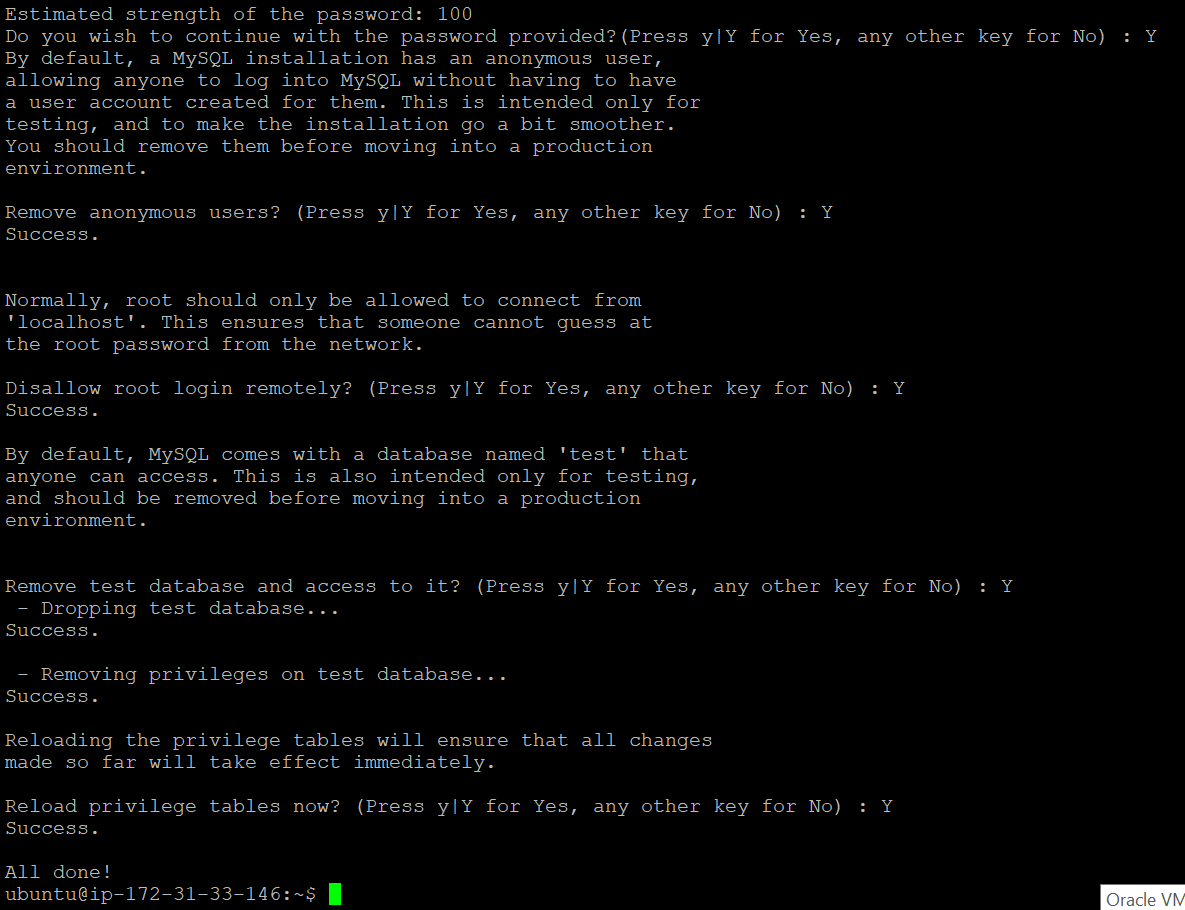 Estimated strength of the password: 100
Do you wish to continue with the password provided?(Press y|Y for Yes, any other key for No) : Y
By default, a MySQL installation has an anonymous user,
allowing anyone to log into MySQL without having to have
a user account created for them. This is intended only for
testing, and to make the installation go a bit smoother.
You should remove them before moving into a production
environment.

Remove anonymous users? (Press y|Y for Yes, any other key for No) : Y
Success.


Normally, root should only be allowed to connect from
'localhost'. This ensures that someone cannot guess at
the root password from the network.

Disallow root login remotely? (Press y|Y for Yes, any other key for No) : Y
Success.

By default, MySQL comes with a database named 'test' that
anyone can access. This is also intended only for testing,
and should be removed before moving into a production
environment.


Remove test database and access to it? (Press y|Y for Yes, any other key for No) : Y
 - Dropping test database...
Success.

 - Removing privileges on test database...
Success.

Reloading the privilege tables will ensure that all changes
made so far will take effect immediately.

Reload privilege tables now? (Press y|Y for Yes, any other key for No) : Y
Success.

All done!
ubuntu@ip-172-31-33-146:~$
Oracle VM